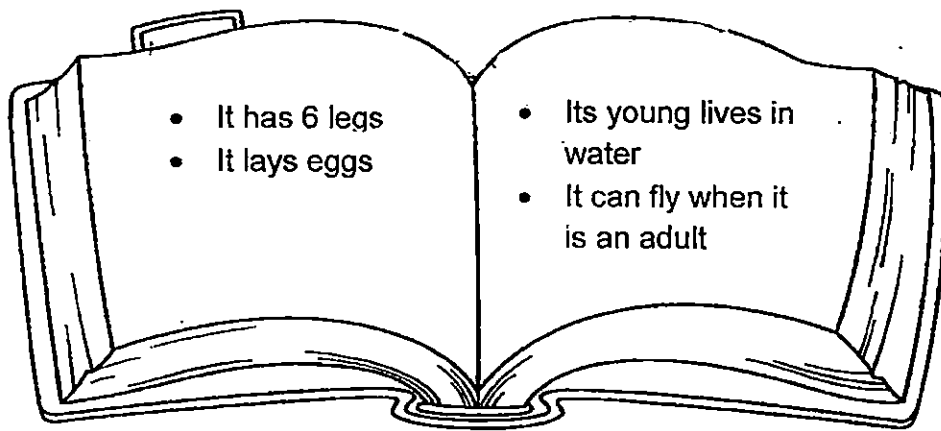 • It has 6 legs
• It lays eggs
• Its young lives in
water
• It can fly when it
is an adult